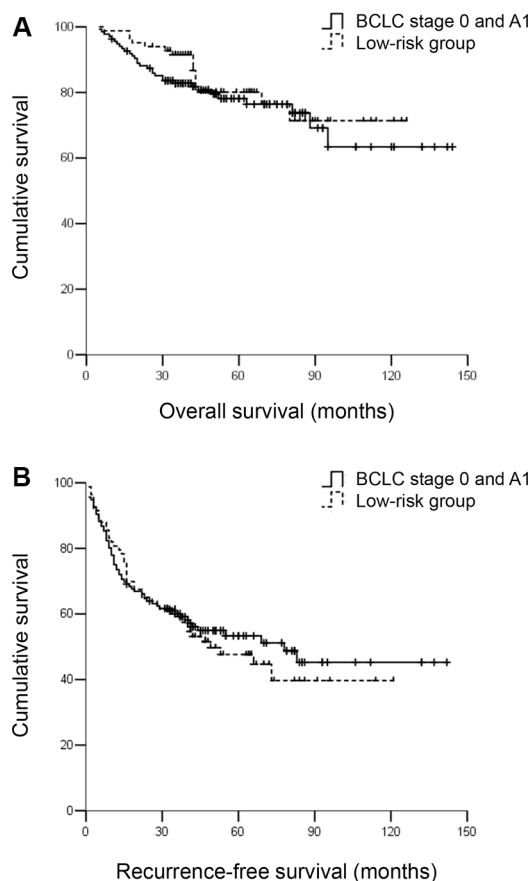 A
BCLC stage 0 and A1
Low-risk group
Cumulative survival
100
80
60
40
20
0
0 30 60 90 120 150
Overall survival (months)
B
BCLC stage 0 and A1
Low-risk group
Cumulative survival
100
80
60
40
20
0
0 30 60 90 120 150
Recurrence-free survival (months)